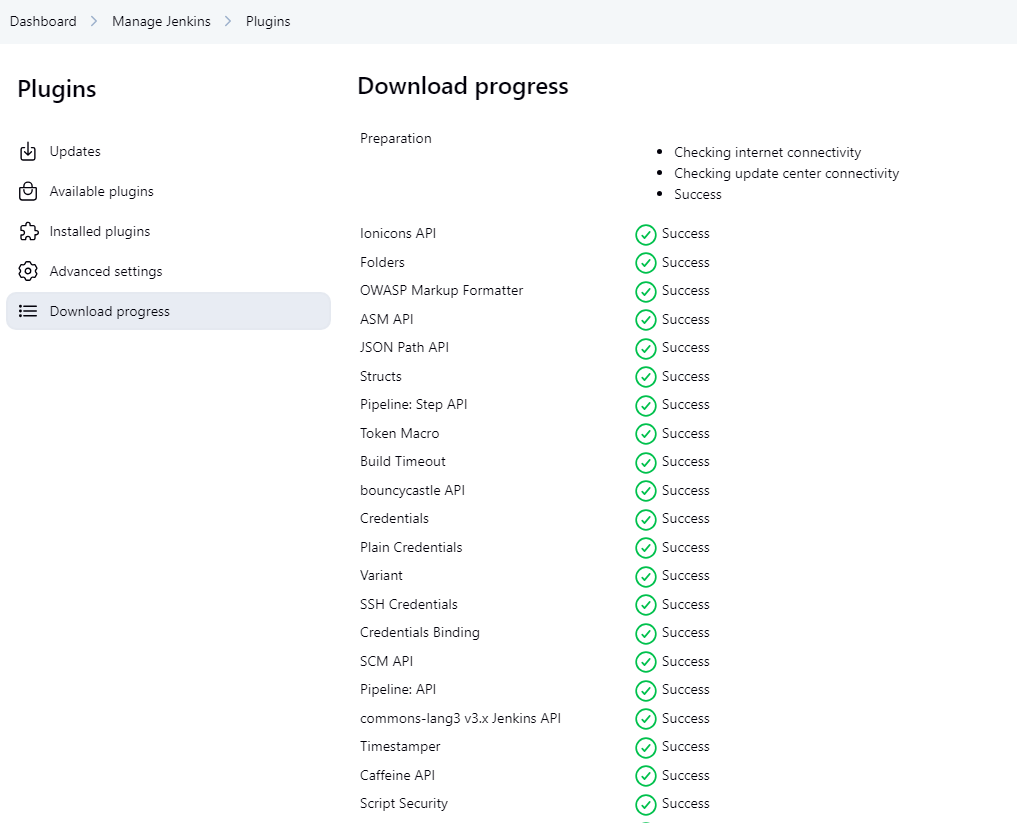 Dashboard > Manage Jenkins > Plugins
Plugins
Updates
Available plugins
Installed plugins
Advanced settings
Download progress
Download progress
Preparation
• Checking internet connectivity
• Checking update center connectivity
• Success
Ionicons API Success
Folders Success
OWASP Markup Formatter Success
ASM API Success
JSON Path API Success
Structs Success
Pipeline: Step API Success
Token Macro Success
Build Timeout Success
bouncycastle API Success
Credentials Success
Plain Credentials Success
Variant Success
SSH Credentials Success
Credentials Binding Success
SCM API Success
Pipeline: API Success
commons-lang3 v3.x Jenkins API Success
Timestamper Success
Caffeine API Success
Script Security Success